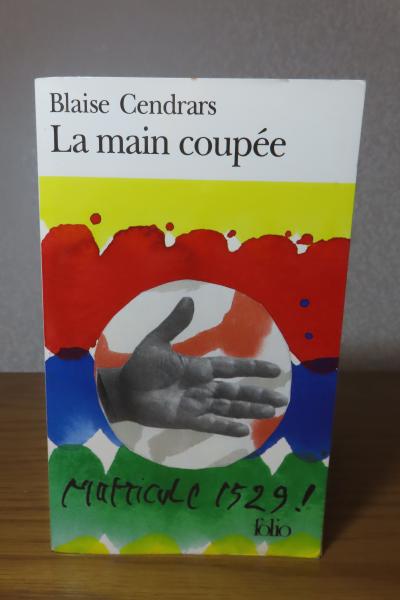 Blaise Cendrars
La main coupée
Matricule 1529!
folio